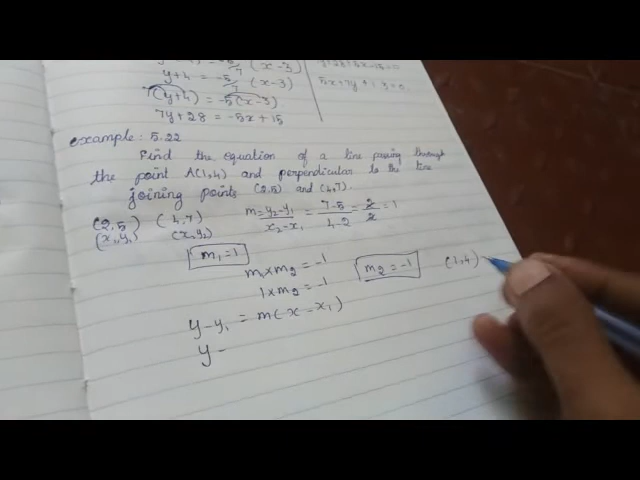 (x-3)
y+4 = -5/7 (x-3)
7(y+4) = -5(x-3)
7y+28 = -5x+15
5x+7y+13=0
example: 5.22
Find the equation of a line passing through
the point A(1,4) and perpendicular to the line
joining points (2,5) and (4,7).
(2,5) (4,7) m=y₂-y₁/x₂-x₁ = 7-5/4-2 = 2/2 = 1
(x₁,y₁) (x₂y₂)
m₁=1
m₁×m₂ = -1
1×m₂ = -1
m₂ = -1 (1,4)
y-y₁ = m(x-x₁)
y-